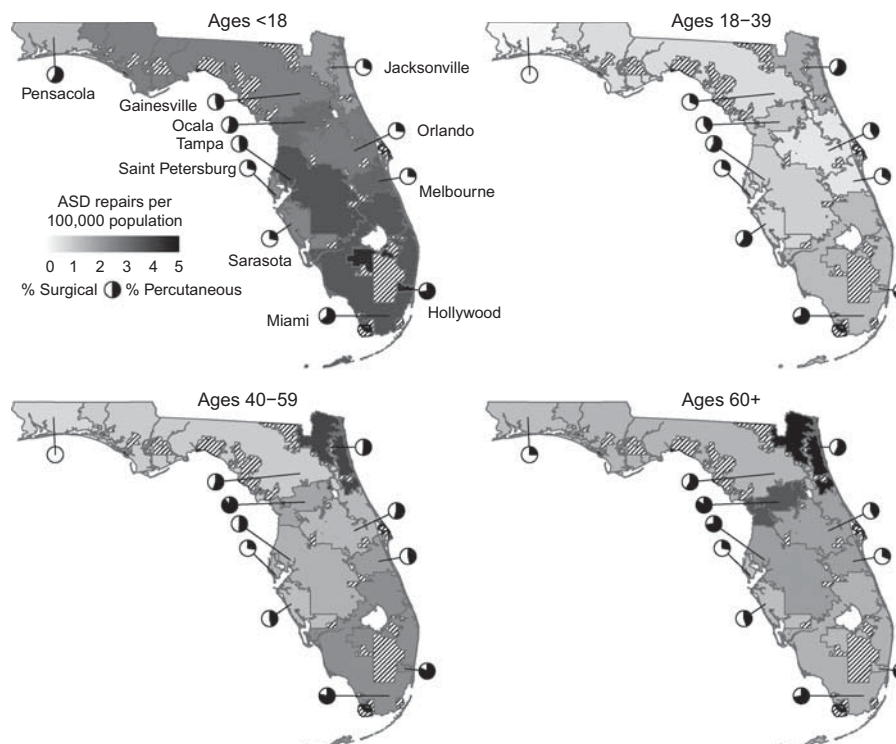 Ages <18
Ages 18−39
Jacksonville
Pensacola
Gainesville
Ocala
Orlando
Tampa
Saint Petersburg
Melbourne
ASD repairs per
100,000 population
0 1 2 3 4 5
Sarasota
% Surgical % Percutaneous
Miami
Hollywood
Ages 40−59
Ages 60+